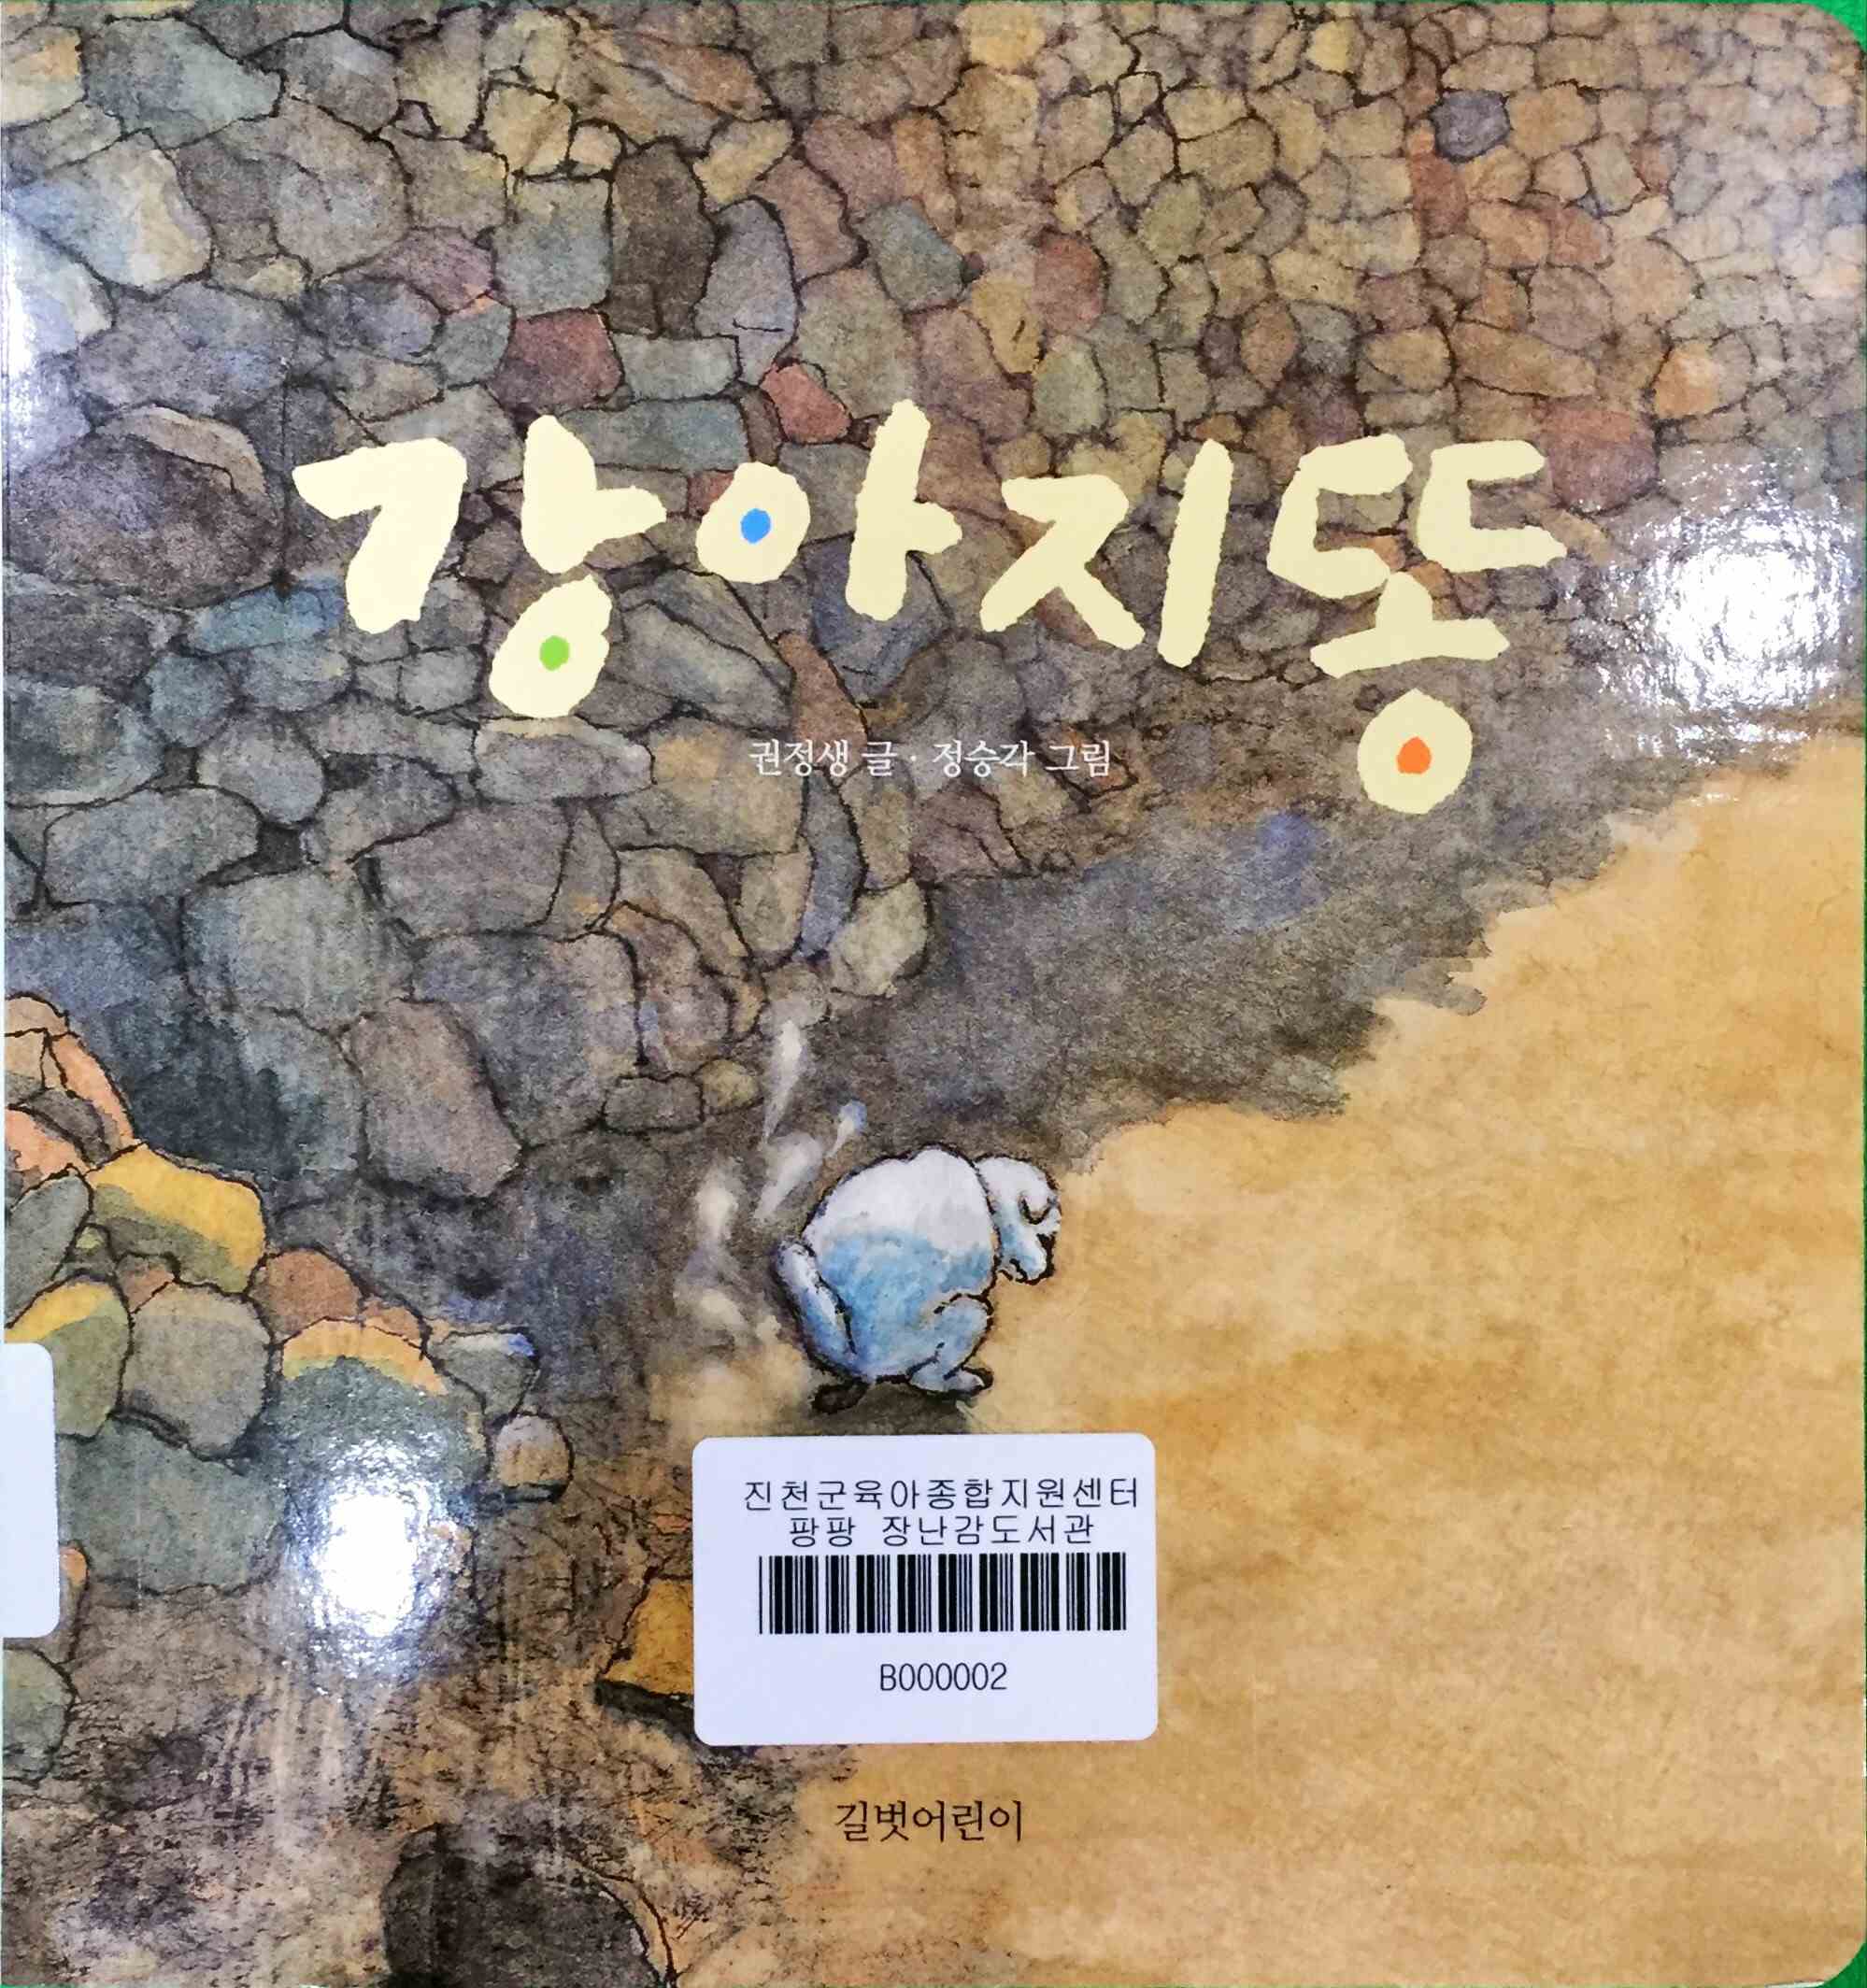 강아지똥
권정생 글 · 정승각 그림
진천군육아종합지원센터
팡팡 장난감도서관
B000002
길벗어린이